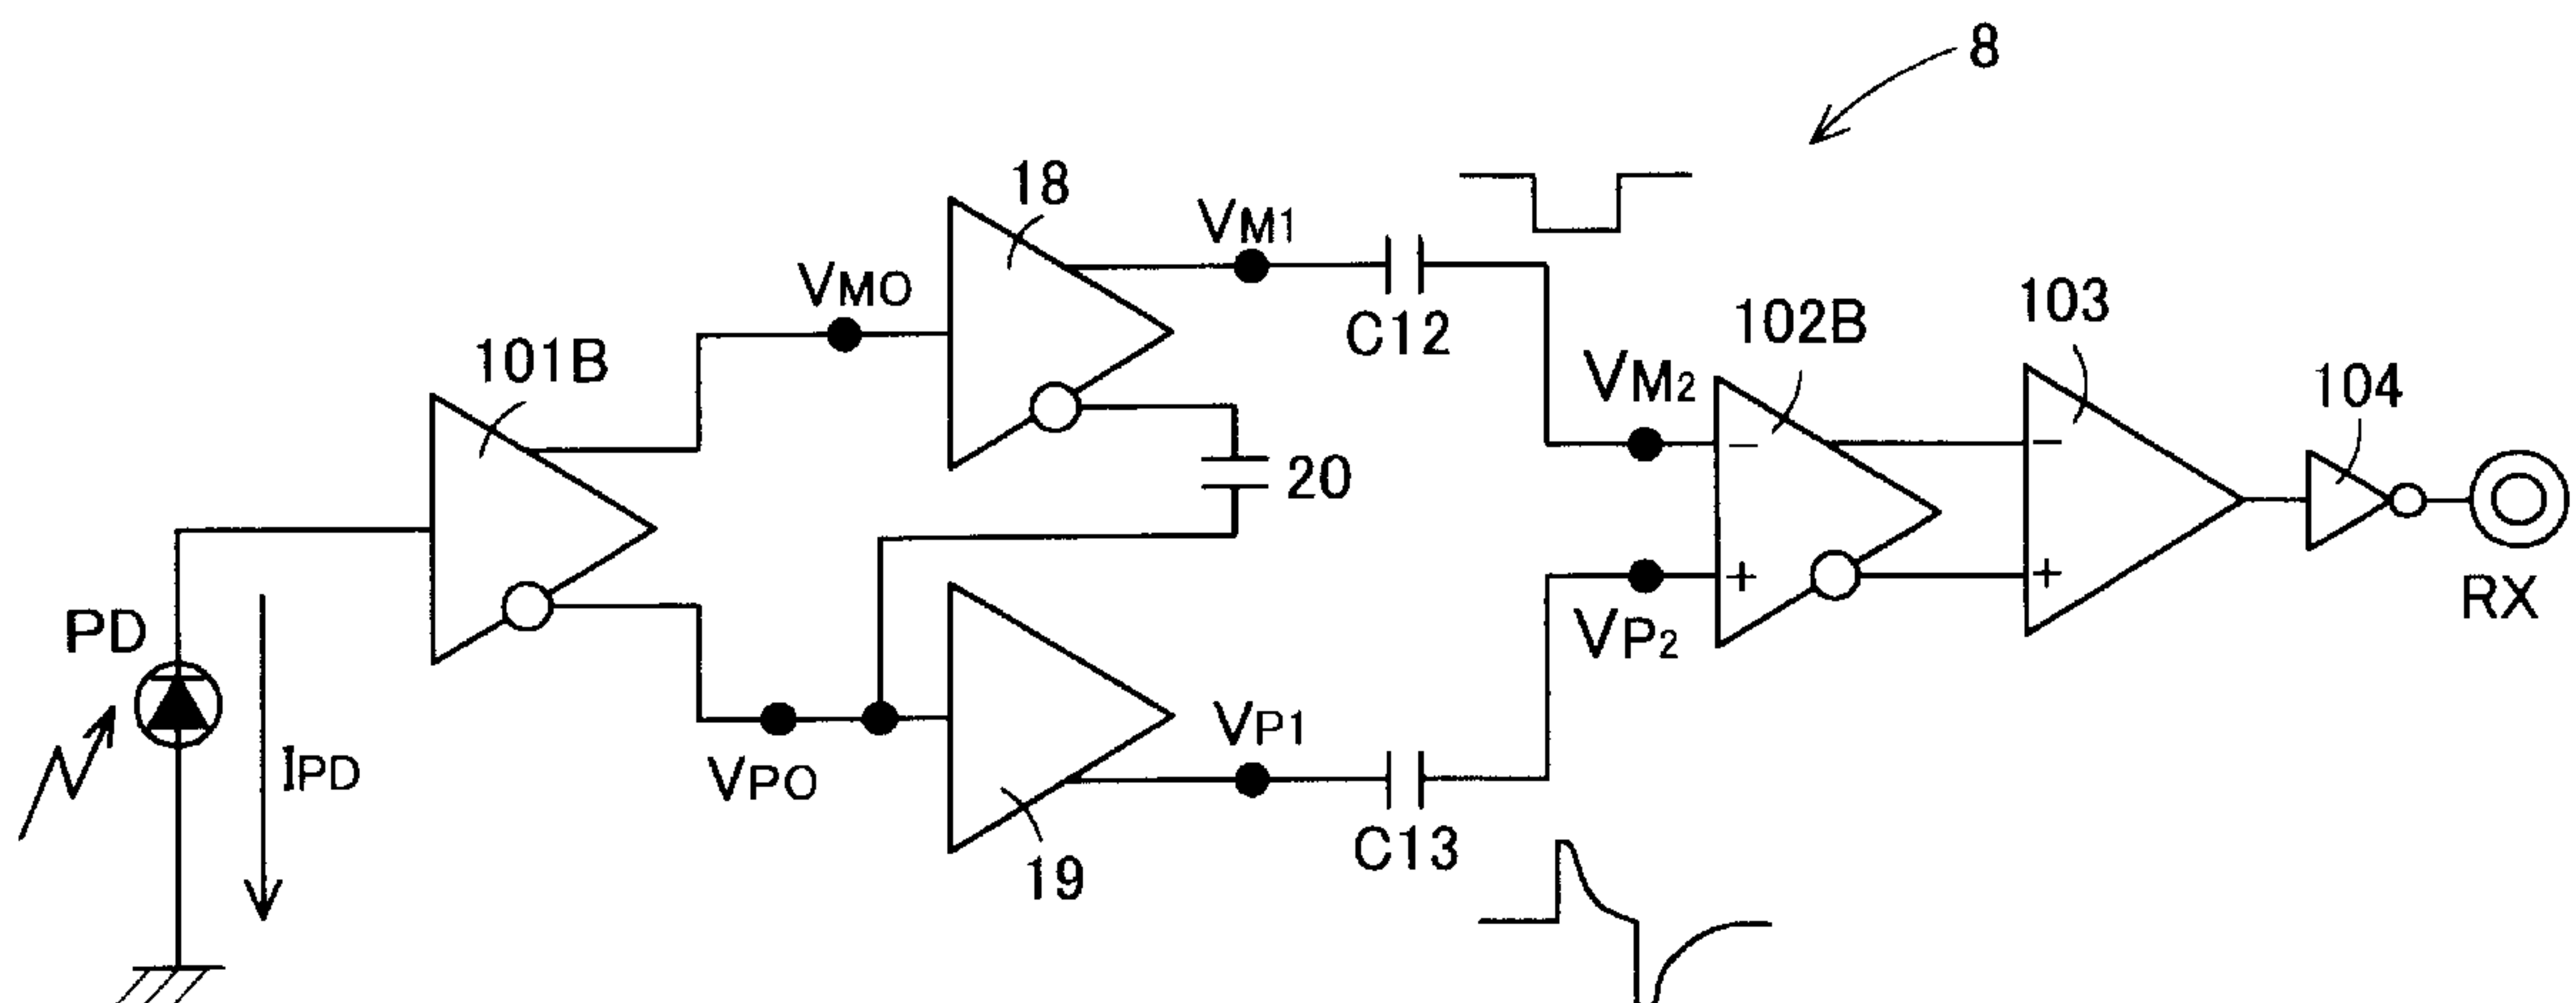 8
18
VM1
VMO
C12
102B
103
101B
VM2
104
20
PD
IPD
VPO
VP1
VP2
RX
C13
19
−
+
−
+